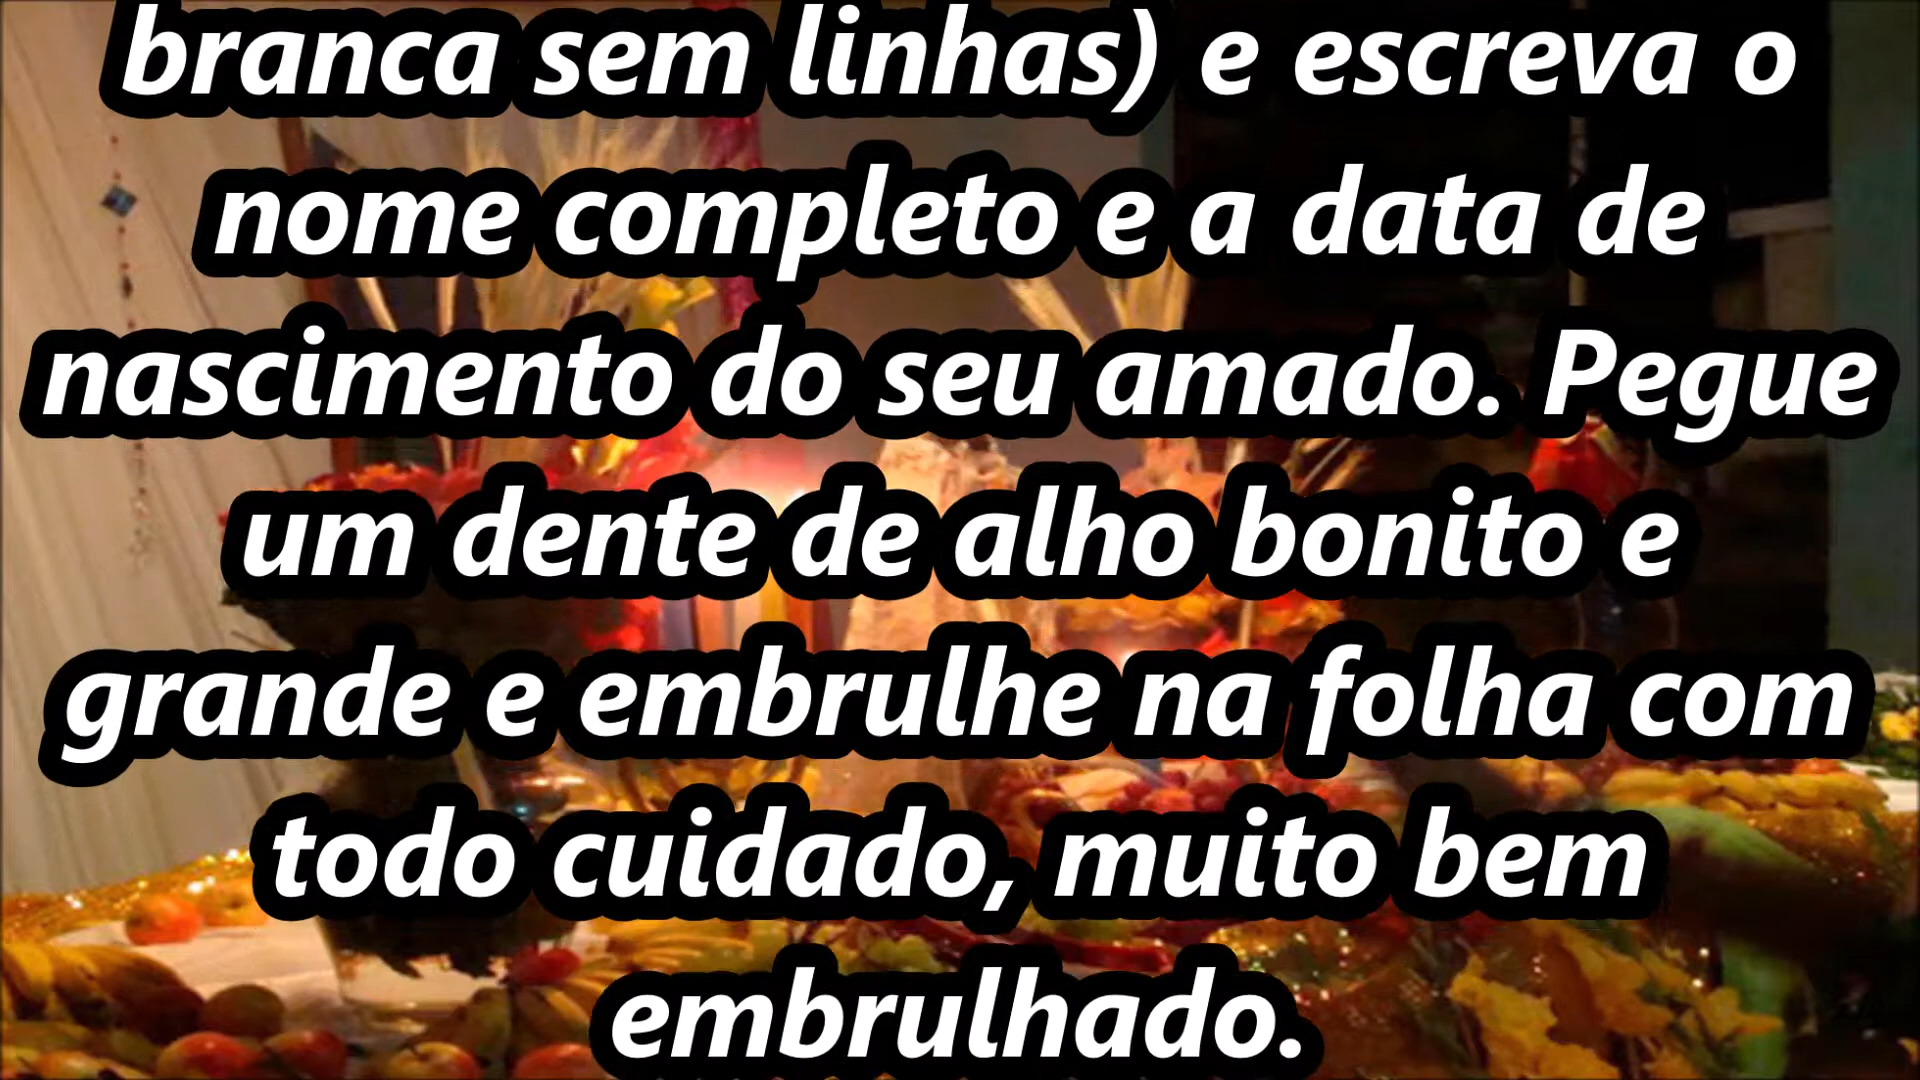 branca sem linhas) e escreva o
nome completo e a data de
nascimento do seu amado. Pegue
um dente de alho bonito e
grande e embrulhe na folha com
todo cuidado, muito bem
embrulhado.